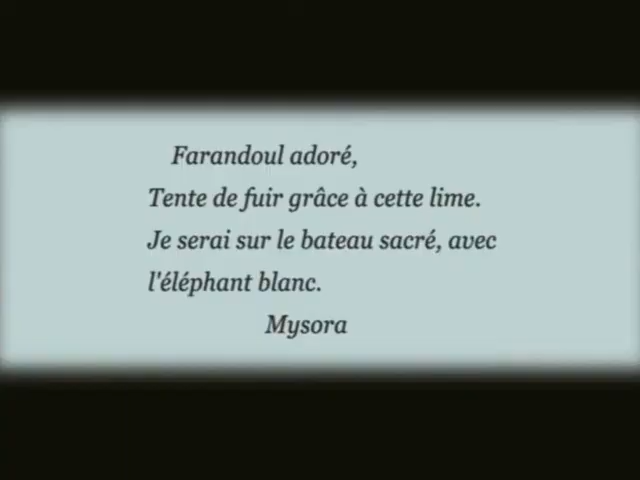 Farandoul adoré,
Tente de fuir grâce à cette lime.
Je serai sur le bateau sacré, avec
l'éléphant blanc.
Mysora